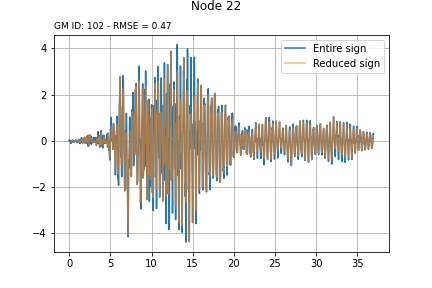 Node 22
GM ID: 102 - RMSE = 0.47
Entire sign
Reduced sign
4
2
0
−2
−4
0 5 10 15 20 25 30 35